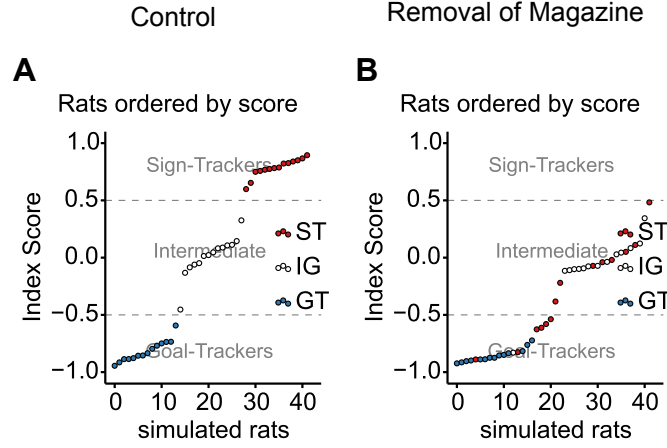 Control
Removal of Magazine
A
B
Rats ordered by score
Rats ordered by score
Index Score
1.0
0.5
0.0
−0.5
−1.0
Sign-Trackers
Intermediate
Goal-Trackers
ST
IG
GT
0 10 20 30 40
simulated rats
Index Score
1.0
0.5
0.0
−0.5
−1.0
Sign-Trackers
Intermediate
Goal-Trackers
ST
IG
GT
0 10 20 30 40
simulated rats